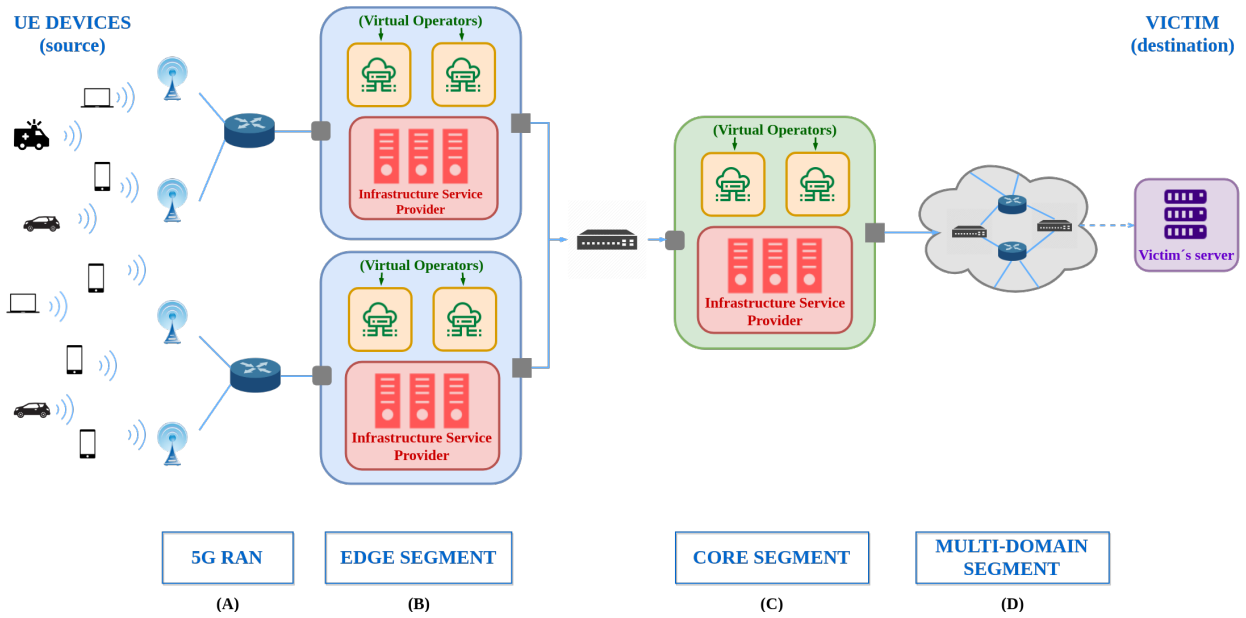 UE DEVICES
(source)
(Virtual Operators)
Infrastructure Service
Provider
(Virtual Operators)
Infrastructure Service
Provider
(Virtual Operators)
Infrastructure Service
Provider
VICTIM
(destination)
Victim´s server
5G RAN
EDGE SEGMENT
CORE SEGMENT
MULTI-DOMAIN
SEGMENT
(A)
(B)
(C)
(D)